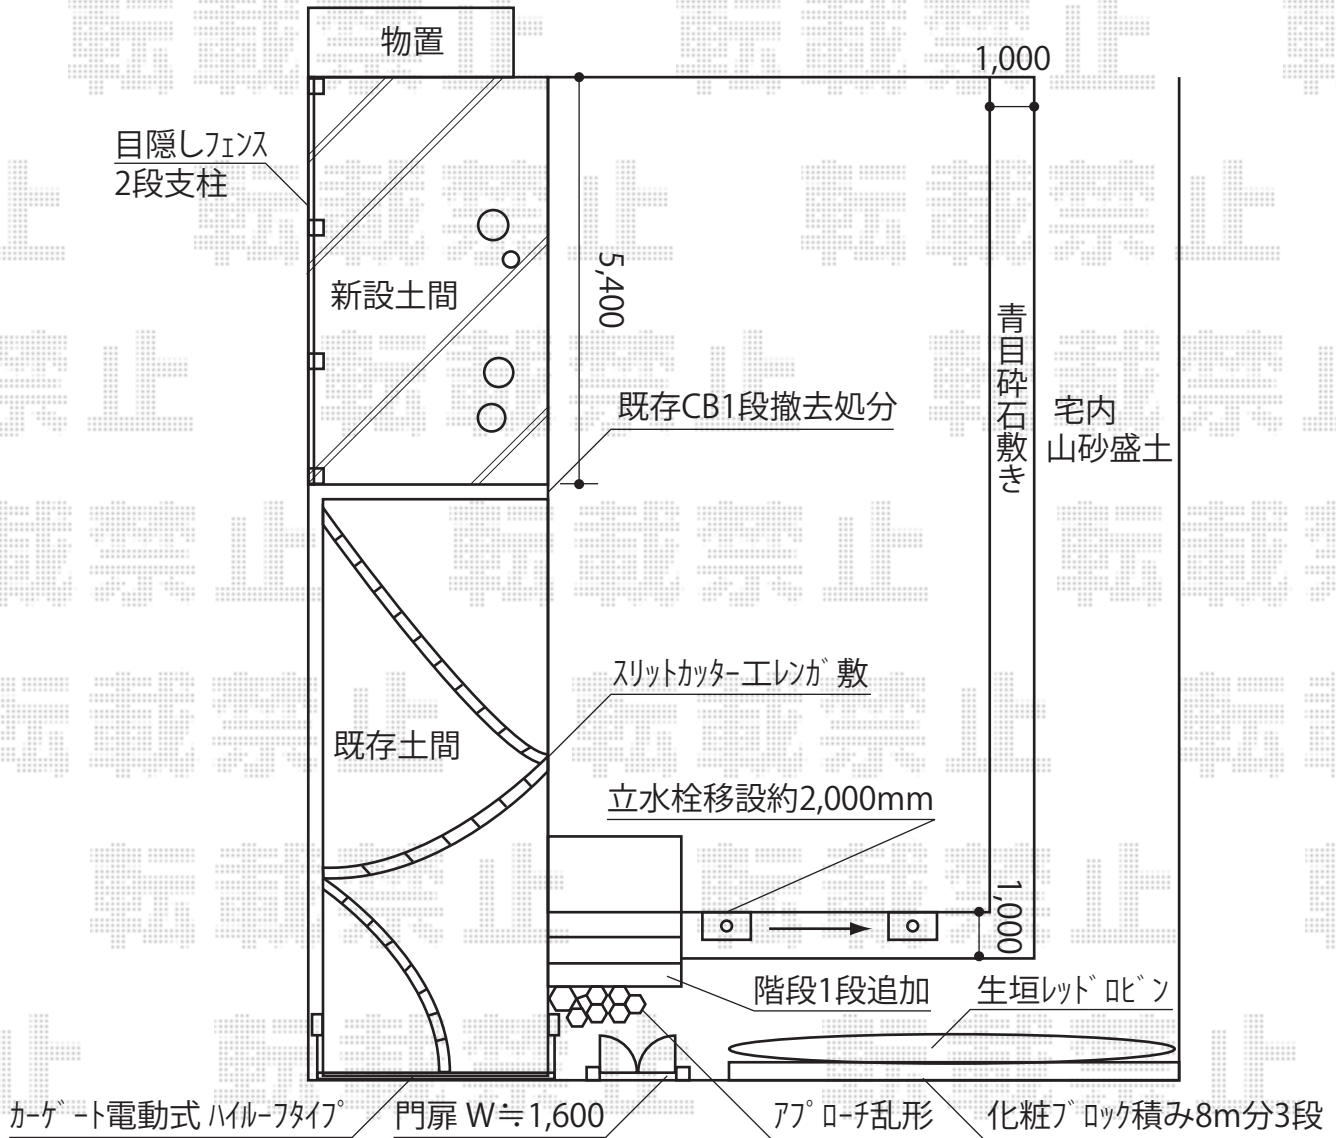 物置
1,000
目隠しフェンス
2段支柱
新設土間
5,400
青目砕石敷き
宅内
山砂盛土
既存CB1段撤去処分
スリットカッター工レンガ敷
既存土間
立水栓移設約2,000mm
1,000
階段1段追加
生垣レッドロビン
カーゲート電動式 ハイルーフタイプ
門扉 W≒1,600
アプローチ乱形
化粧ブロック積み8m分3段
転載禁止